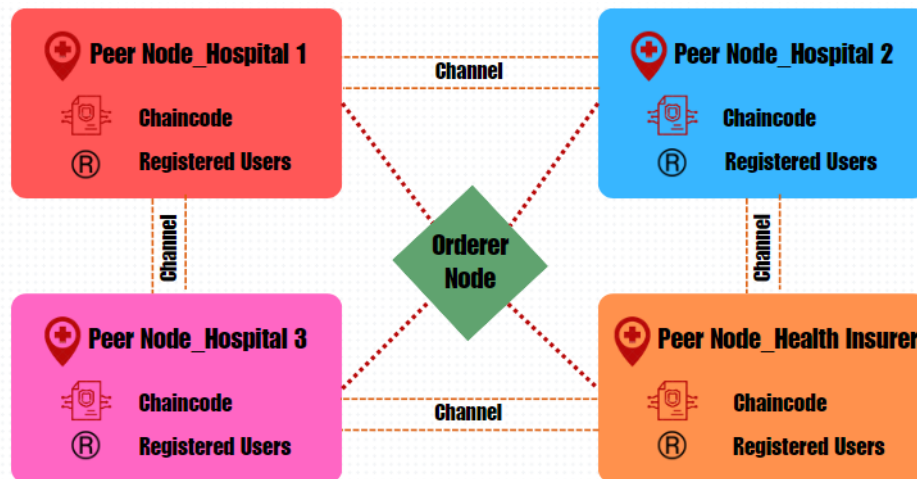 Peer Node_Hospital 1
Chaincode
R
Registered Users
Channel
Peer Node_Hospital 2
Chaincode
R
Registered Users
Channel
Orderer
Node
Channel
Peer Node_Hospital 3
Chaincode
R
Registered Users
Channel
Peer Node_Health Insurer
Chaincode
R
Registered Users